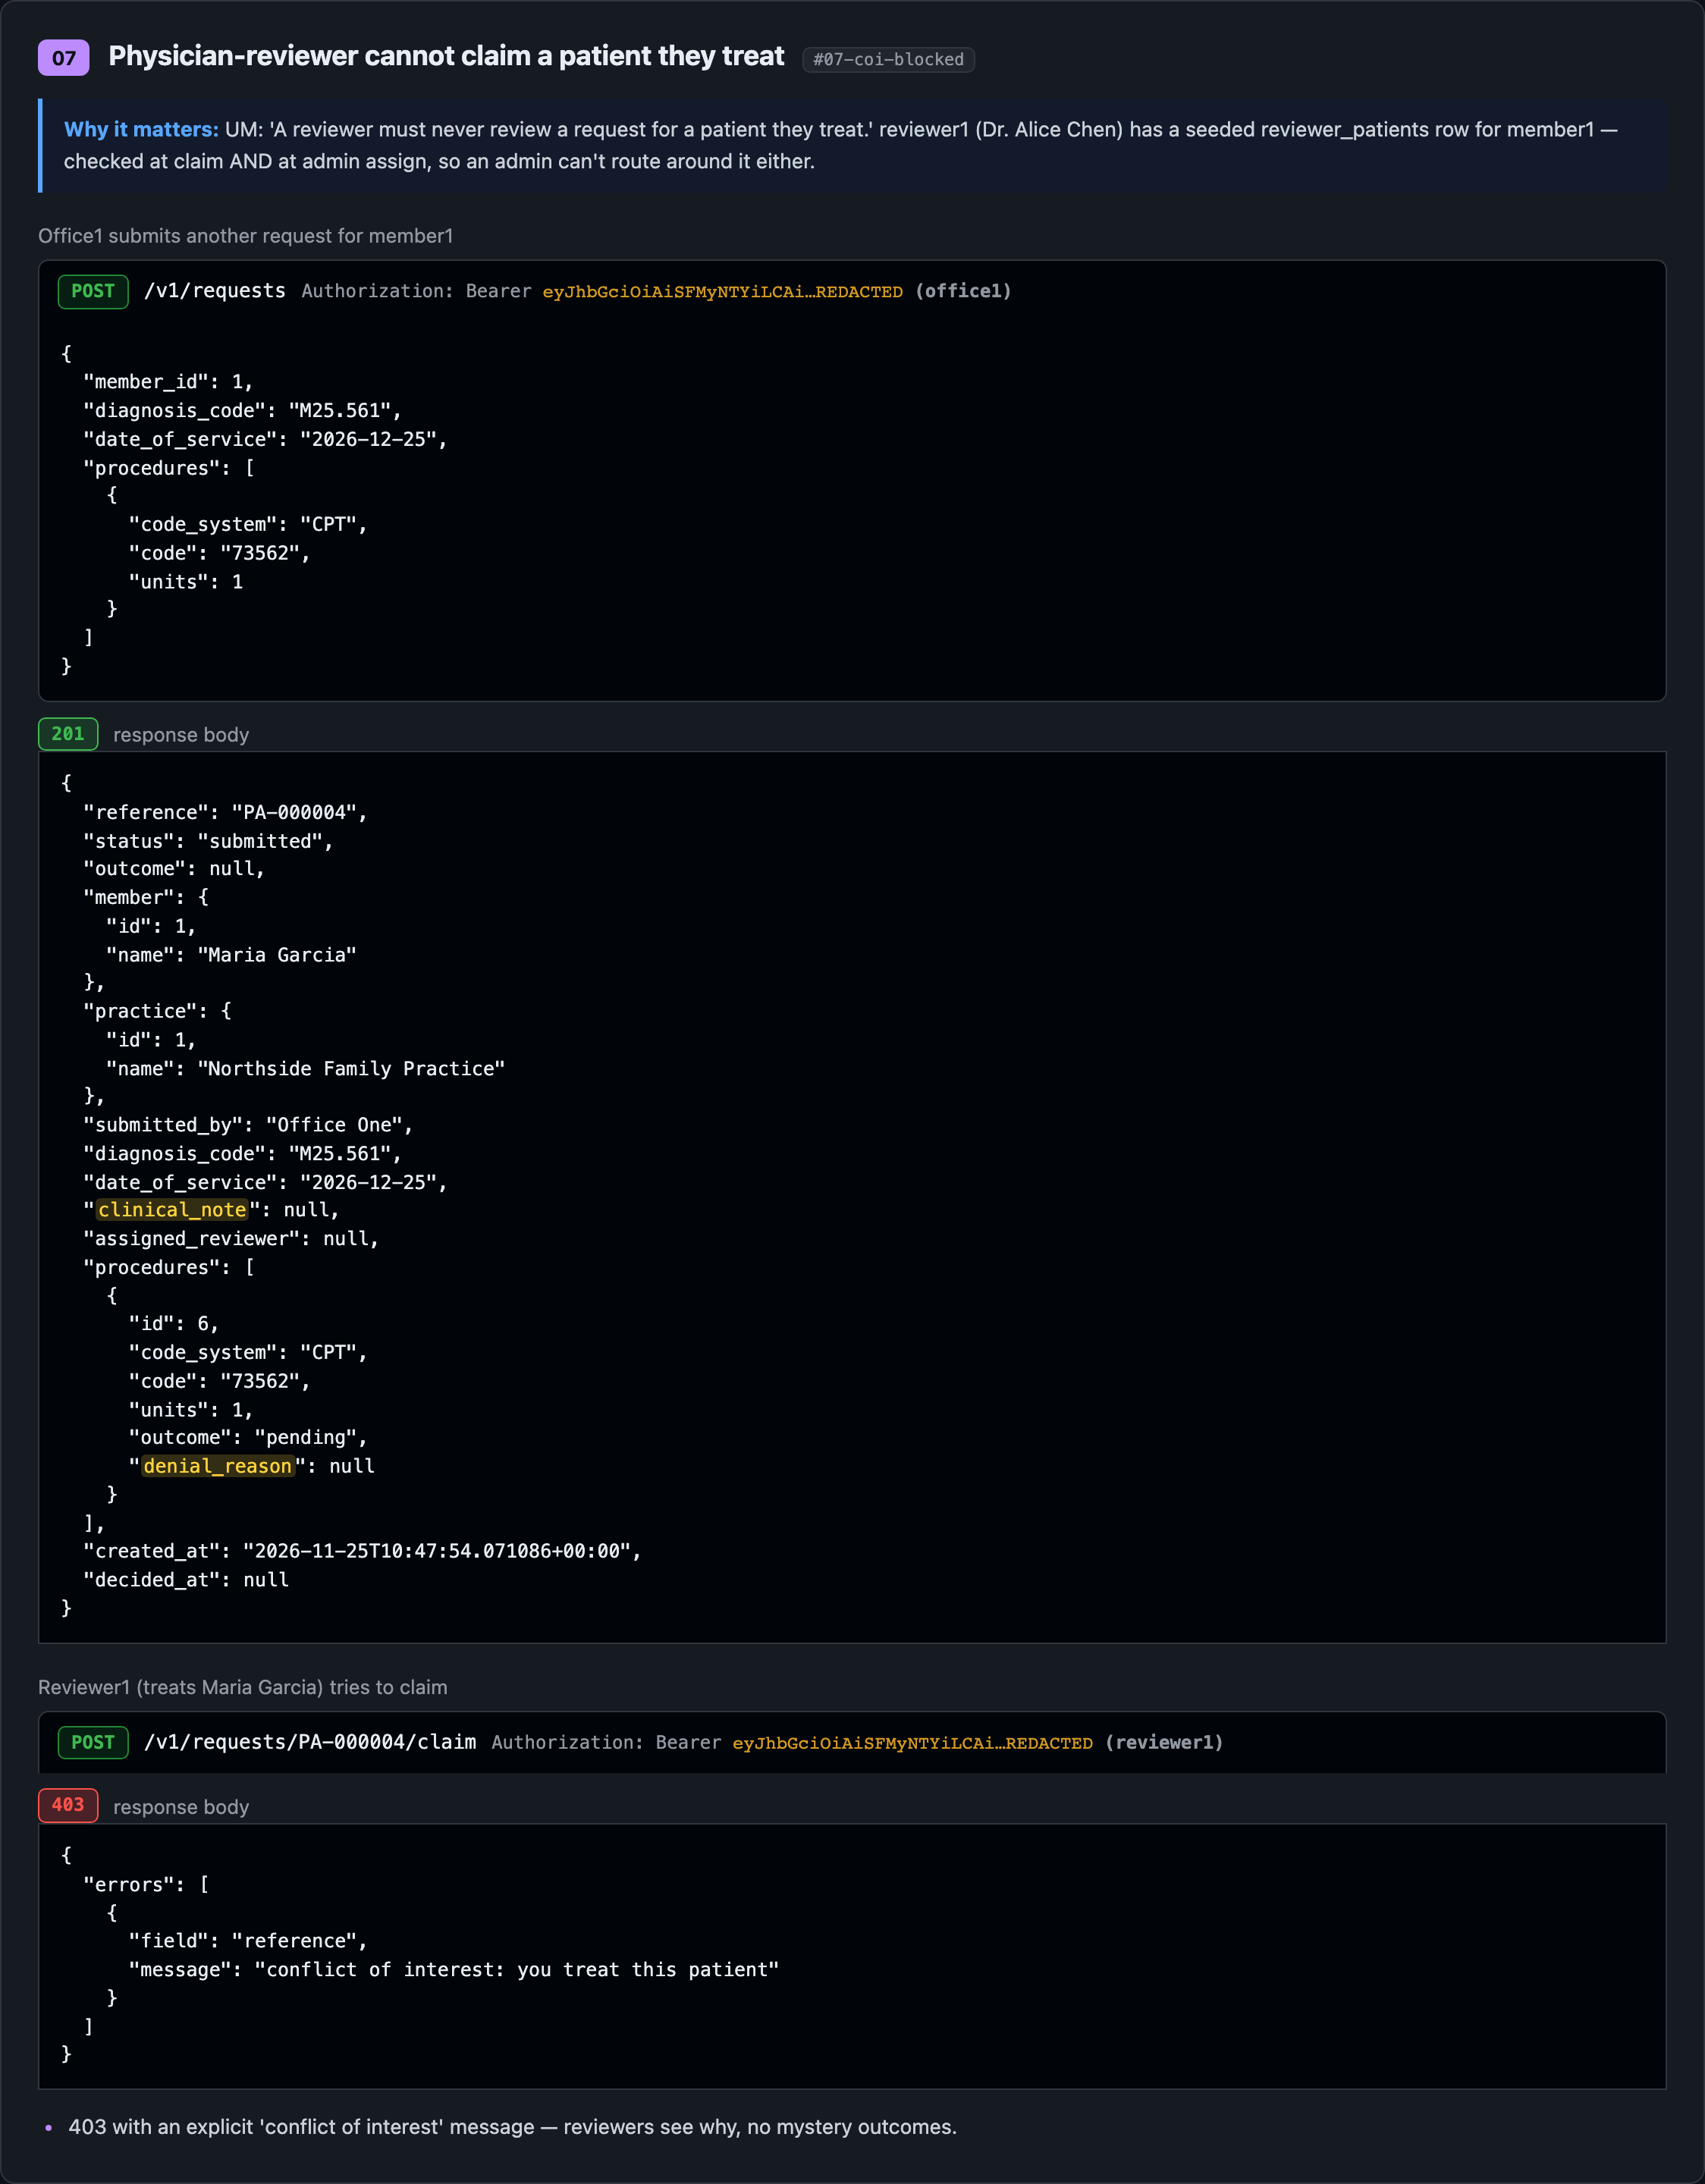 07 Physician-reviewer cannot claim a patient they treat #07-coi-blocked
Why it matters: UM: 'A reviewer must never review a request for a patient they treat.' reviewer1 (Dr. Alice Chen) has a seeded reviewer_patients row for member1 —
checked at claim AND at admin assign, so an admin can't route around it either.
Office1 submits another request for member1
POST /v1/requests Authorization: Bearer eyJhbGciOiAiSFMyNTYiLCAi…REDACTED (office1)
{
  "member_id": 1,
  "diagnosis_code": "M25.561",
  "date_of_service": "2026-12-25",
  "procedures": [
    {
      "code_system": "CPT",
      "code": "73562",
      "units": 1
    }
  ]
}
201 response body
{
  "reference": "PA-000004",
  "status": "submitted",
  "outcome": null,
  "member": {
    "id": 1,
    "name": "Maria Garcia"
  },
  "practice": {
    "id": 1,
    "name": "Northside Family Practice"
  },
  "submitted_by": "Office One",
  "diagnosis_code": "M25.561",
  "date_of_service": "2026-12-25",
  "clinical_note": null,
  "assigned_reviewer": null,
  "procedures": [
    {
      "id": 6,
      "code_system": "CPT",
      "code": "73562",
      "units": 1,
      "outcome": "pending",
      "denial_reason": null
    }
  ],
  "created_at": "2026-11-25T10:47:54.071086+00:00",
  "decided_at": null
}
Reviewer1 (treats Maria Garcia) tries to claim
POST /v1/requests/PA-000004/claim Authorization: Bearer eyJhbGciOiAiSFMyNTYiLCAi…REDACTED (reviewer1)
403 response body
{
  "errors": [
    {
      "field": "reference",
      "message": "conflict of interest: you treat this patient"
    }
  ]
}
• 403 with an explicit 'conflict of interest' message — reviewers see why, no mystery outcomes.